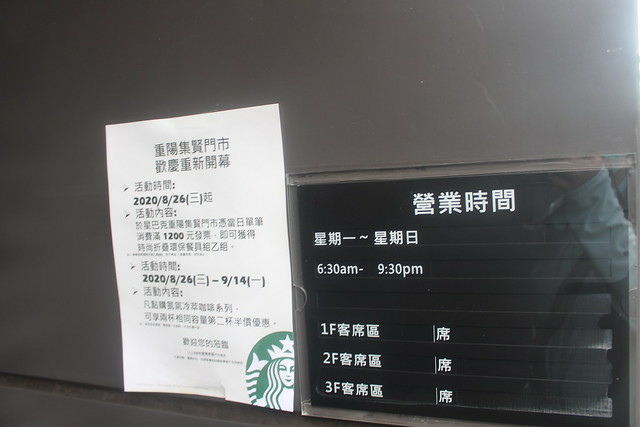 重陽集賢門市
歡慶重新開幕
➤ 活動時間:
2020/8/26(三)起
➤ 活動內容:
於星巴克重陽集賢門市憑當日單筆
消費滿 1200 元發票，即可獲得
時尚折疊環保餐具組乙組。
➤ 活動時間:
2020/8/26(三) – 9/14(一)
➤ 活動內容:
凡點購氮氣冷萃咖啡系列，
可享兩杯相同容量第二杯半價優惠。
歡迎您的蒞臨
營業時間
星期一 ~ 星期日
6:30am- 9:30pm
1F客席區 席
2F客席區 席
3F客席區 席